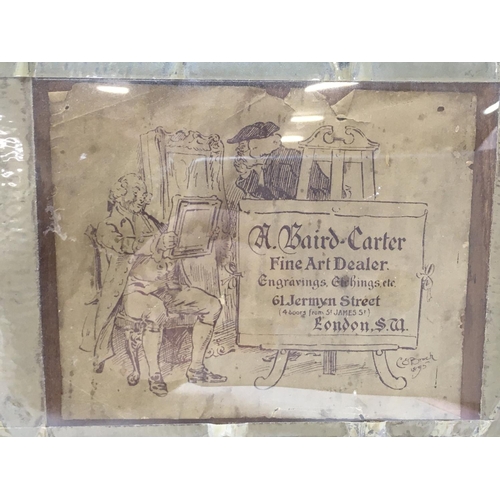 A. Baird-Carter
Fine Art Dealer.
Engravings, Etchings, etc.
61 Jermyn Street
(4 doors from St JAMES St)
London, S.W.